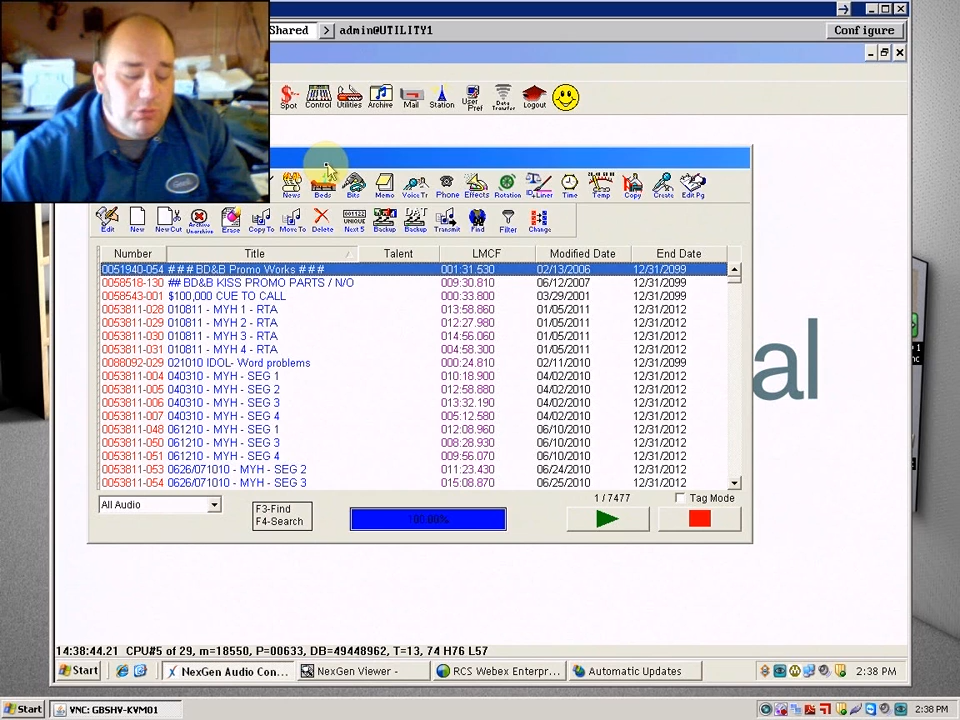 Shared > admin@UTILITY1 Configure
Spot Control Utilities Archive Mail Station User Pref Data Transfer Logout
News Beds Bits Memo Voice Tr Phone Effects Rotation ID/Liner Time Temp Copy Create Edit Pg
Edit New New Cut Archive Unarchive Erase Copy To Move To Delete Next 5 Backup Backup Transmit Find Filter Change
001122 UNIQUE DAT
Number Title Talent LMCF Modified Date End Date
0051940-054 ### BD&B Promo Works ### 001:31.530 02/13/2006 12/31/2099
0058518-130 ## BD&B KISS PROMO PARTS / N/O 009:30.810 06/12/2007 12/31/2099
0058543-001 $100,000 CUE TO CALL 000:33.800 03/29/2001 12/31/2099
0053811-028 010811 - MYH 1 - RTA 013:58.860 01/05/2011 12/31/2012
0053811-029 010811 - MYH 2 - RTA 012:27.980 01/05/2011 12/31/2012
0053811-030 010811 - MYH 3 - RTA 014:56.060 01/05/2011 12/31/2012
0053811-031 010811 - MYH 4 - RTA 004:58.300 01/05/2011 12/31/2012
0088092-029 021010 IDOL- Word problems 000:24.810 02/11/2010 12/31/2099
0053811-004 040310 - MYH - SEG 1 010:18.900 04/02/2010 12/31/2012
0053811-005 040310 - MYH - SEG 2 012:58.880 04/02/2010 12/31/2012
0053811-006 040310 - MYH - SEG 3 013:32.190 04/02/2010 12/31/2012
0053811-007 040310 - MYH - SEG 4 005:12.580 04/02/2010 12/31/2012
0053811-048 061210 - MYH - SEG 1 012:08.960 06/10/2010 12/31/2012
0053811-050 061210 - MYH - SEG 3 008:28.930 06/10/2010 12/31/2012
0053811-051 061210 - MYH - SEG 4 009:56.070 06/10/2010 12/31/2012
0053811-053 0626/071010 - MYH - SEG 2 011:23.430 06/24/2010 12/31/2012
0053811-054 0626/071010 - MYH - SEG 3 015:08.870 06/25/2010 12/31/2012
al
All Audio
F3-Find
F4-Search
100.00%
1 / 7477 Tag Mode
14:38:44.21 CPU#5 of 29, m=18550, P=00633, DB=49448962, T=13, 74 H76 L57
Start NexGen Audio Con... NexGen Viewer - RCS Webex Enterpr... Automatic Updates 2:38 PM
Start VNC: GBSHV-KVM01 2:38 PM